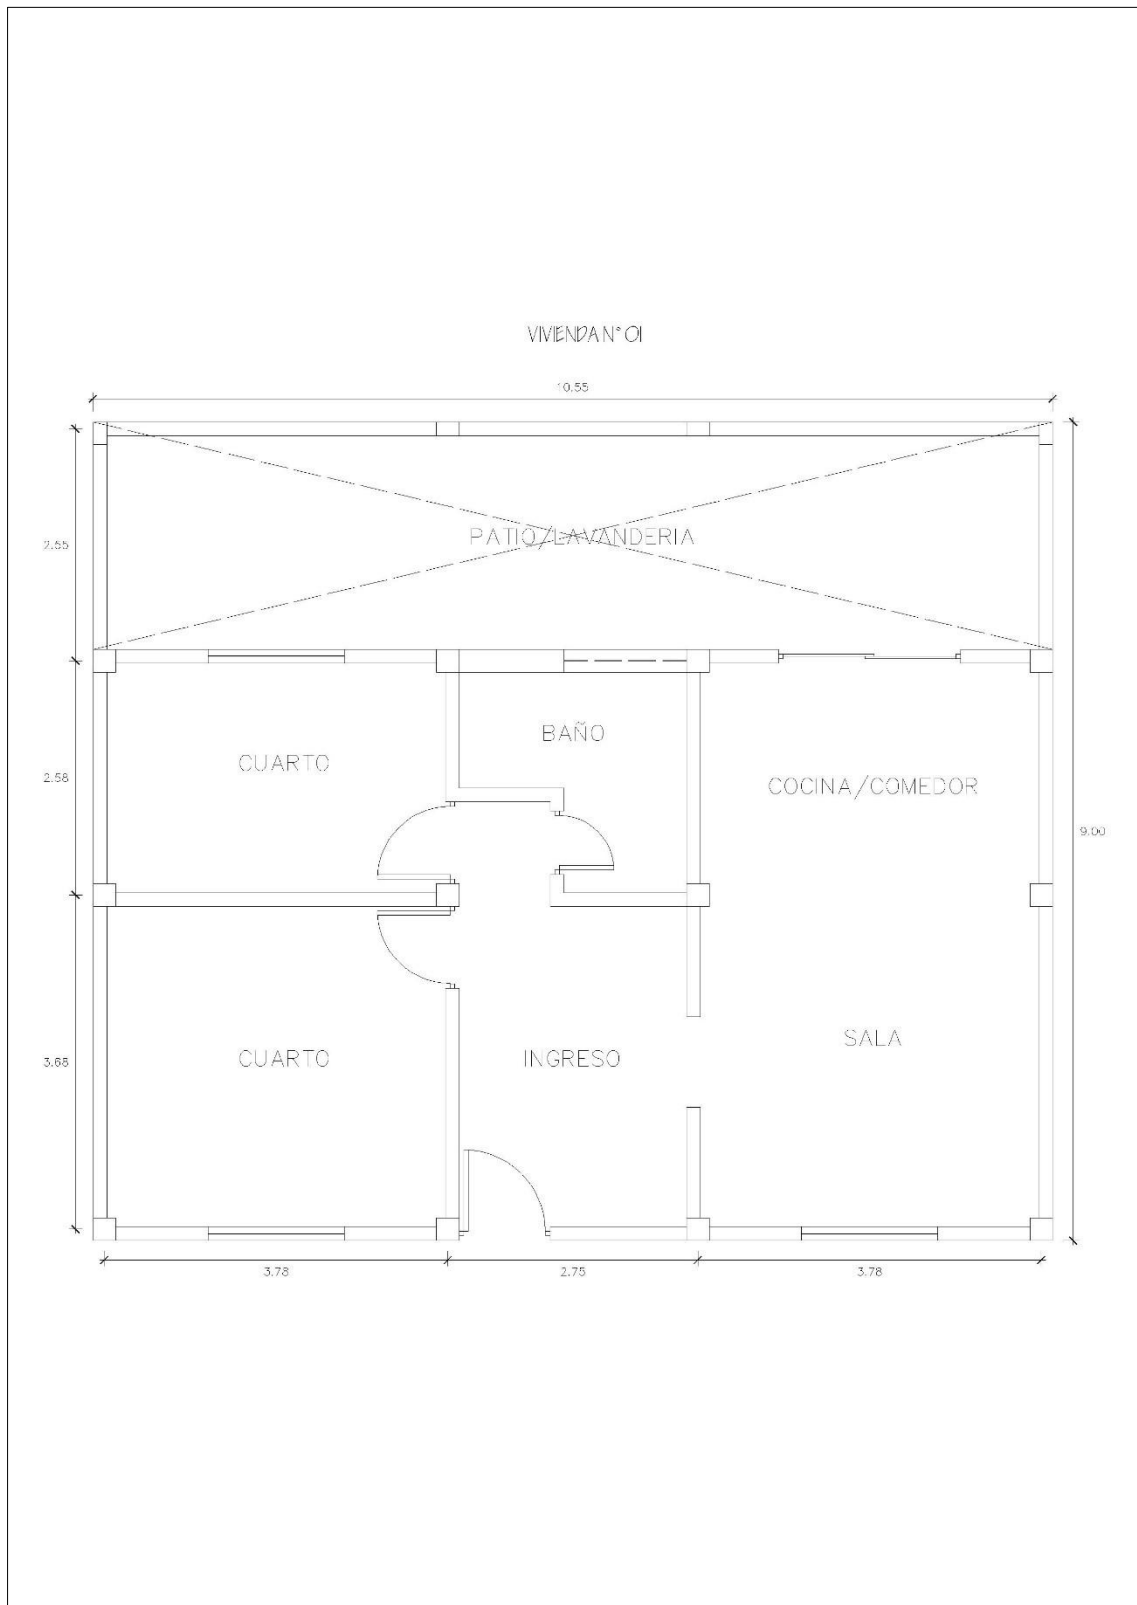 VIVIENDA N° 01
10.55
2.55
PATIO/LAVANDERIA
BAÑO
CUARTO
2.58
COCINA/COMEDOR
9.00
SALA
CUARTO
INGRESO
3.68
3.78
2.75
3.78